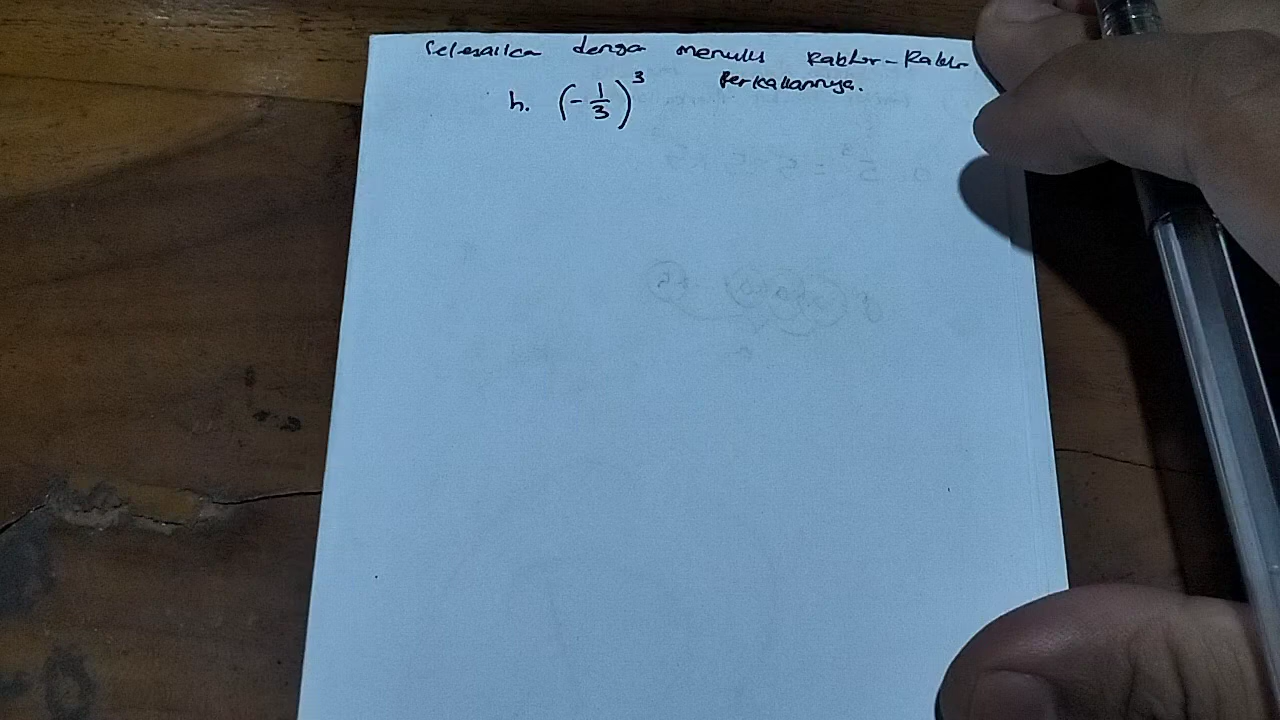 Selesaikan dengan menulis Faktor-Faktor
Perkaliannya.
h. (-1/3)³